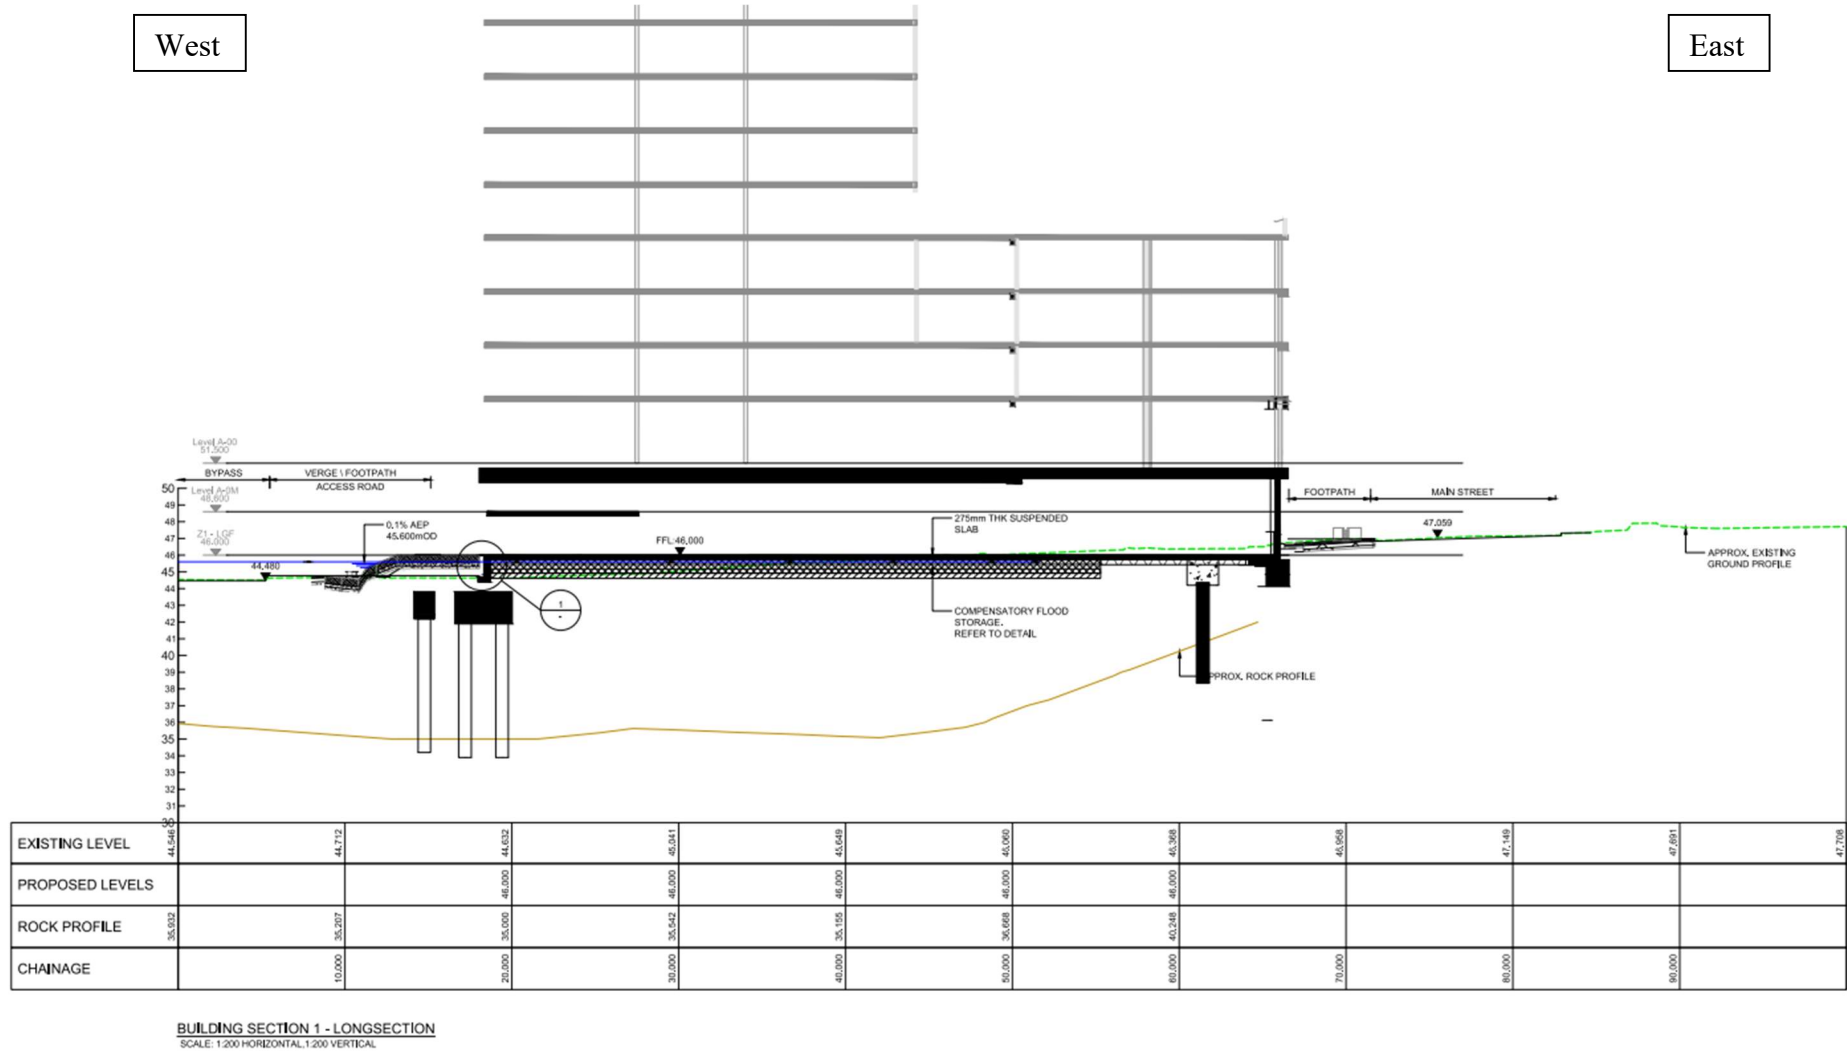 West
East
Level A-00
51,500
BYPASS
VERGE \ FOOTPATH
ACCESS ROAD
Level A-0M
48,600
FOOTPATH
MAIN STREET
0.1% AEP
45.600mOD
275mm THK SUSPENDED
SLAB
47.059
Z1 - LGF
46,000
FFL:46,000
44,480
APPROX. EXISTING
GROUND PROFILE
1
-
COMPENSATORY FLOOD
STORAGE.
REFER TO DETAIL
PPROX. ROCK PROFILE
50
49
48
47
46
45
44
43
42
41
40
39
38
37
36
35
34
33
32
31
30
EXISTING LEVEL 44,546 44,712 44,632 45,041 45,649 46,060 46,368 46,958 47,149 47,691 47,708
PROPOSED LEVELS 46,000 46,000 46,000 46,000 46,000
ROCK PROFILE 35,932 35,207 35,000 35,542 35,155 36,668 40,248
CHAINAGE 10,000 20,000 30,000 40,000 50,000 60,000 70,000 80,000 90,000
BUILDING SECTION 1 - LONGSECTION
SCALE: 1:200 HORIZONTAL,1:200 VERTICAL